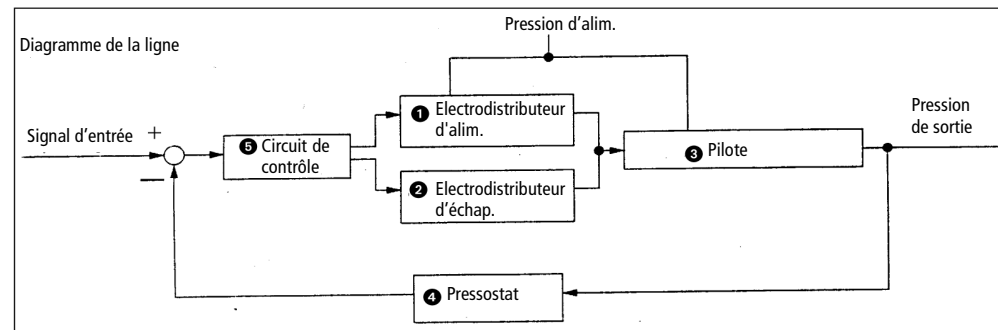 Pression d'alim.
Diagramme de la ligne
❶ Electrodistributeur
d'alim.
Pression
de sortie
Signal d'entrée +
❺ Circuit de
contrôle
❸ Pilote
—
❷ Electrodistributeur
d'échap.
❹ Pressostat